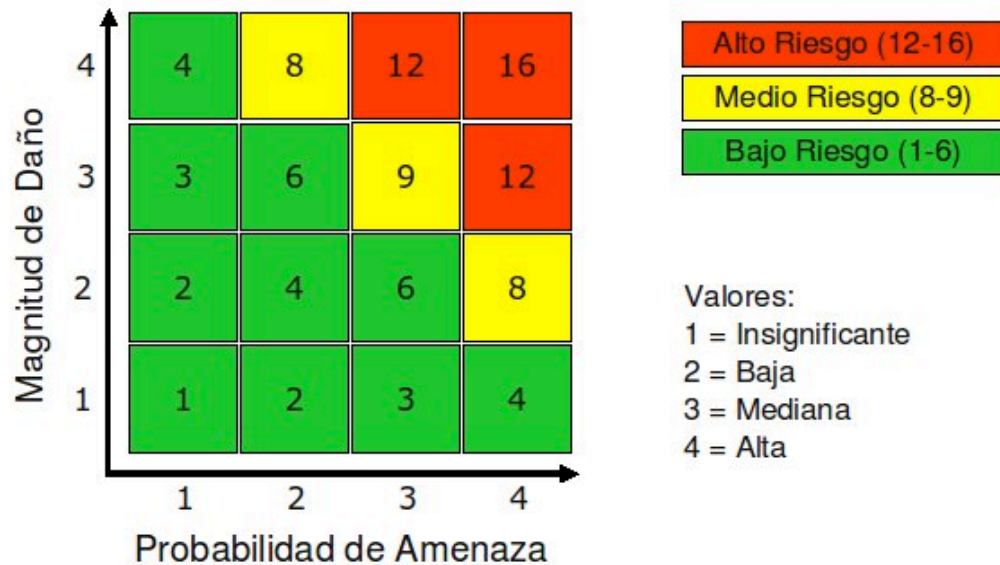 Magnitud de Daño
4 4 8 12 16
3 3 6 9 12
2 2 4 6 8
1 1 2 3 4
1 2 3 4
Probabilidad de Amenaza
Alto Riesgo (12-16)
Medio Riesgo (8-9)
Bajo Riesgo (1-6)
Valores:
1 = Insignificante
2 = Baja
3 = Mediana
4 = Alta